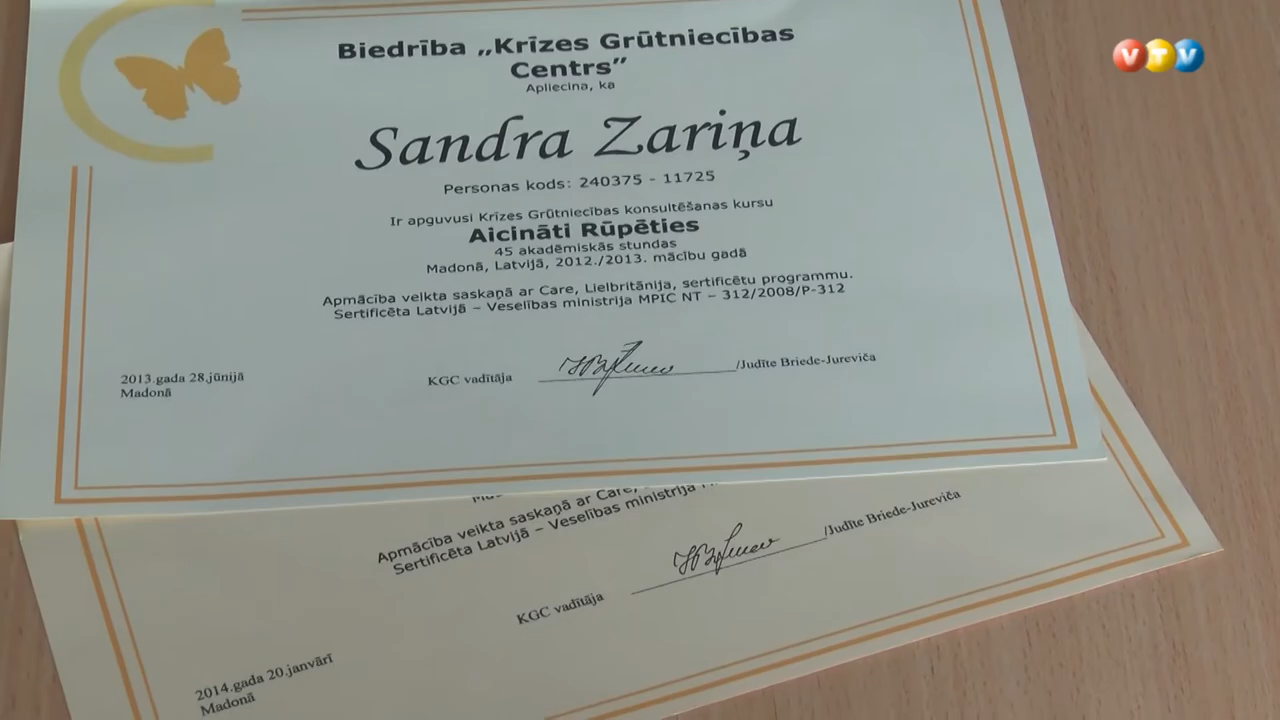 VTV
Biedrība „Krīzes Grūtniecības
Centrs”
Apliecina, ka
Sandra Zariņa
Personas kods: 240375 - 11725
Ir apguvusi Krīzes Grūtniecības konsultēšanas kursu
Aicināti Rūpēties
45 akadēmiskās stundas
Madonā, Latvijā, 2012./2013. mācību gadā
Apmācība veikta saskaņā ar Care, Lielbritānija, sertificētu programmu.
Sertificēta Latvijā – Veselības ministrija MPIC NT – 312/2008/P-312
2013.gada 28.jūnijā
Madonā
KGC vadītāja
/Judīte Briede-Jureviča
Apmācība veikta saskaņā ar Care,
Sertificēta Latvijā – Veselības ministrija
KGC vadītāja
/Judīte Briede-Jureviča
2014.gada 20.janvārī
Madonā